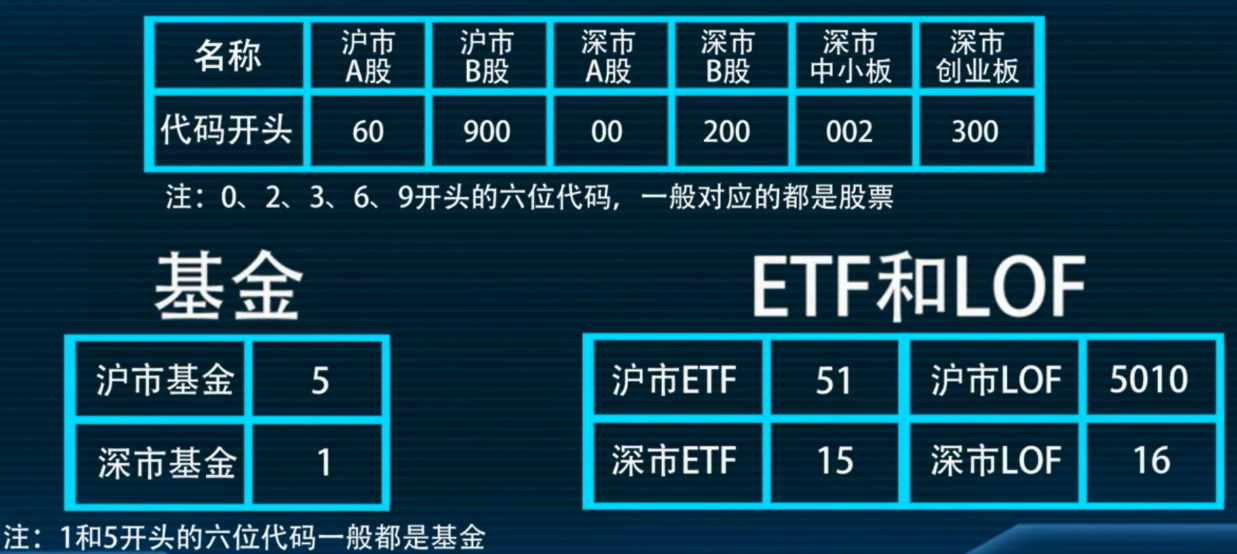 名称 沪市A股 沪市B股 深市A股 深市B股 深市中小板 深市创业板
代码开头 60 900 00 200 002 300
注：0、2、3、6、9开头的六位代码，一般对应的都是股票
基金
沪市基金 5
深市基金 1
ETF和LOF
沪市ETF 51 沪市LOF 5010
深市ETF 15 深市LOF 16
注：1和5开头的六位代码一般都是基金